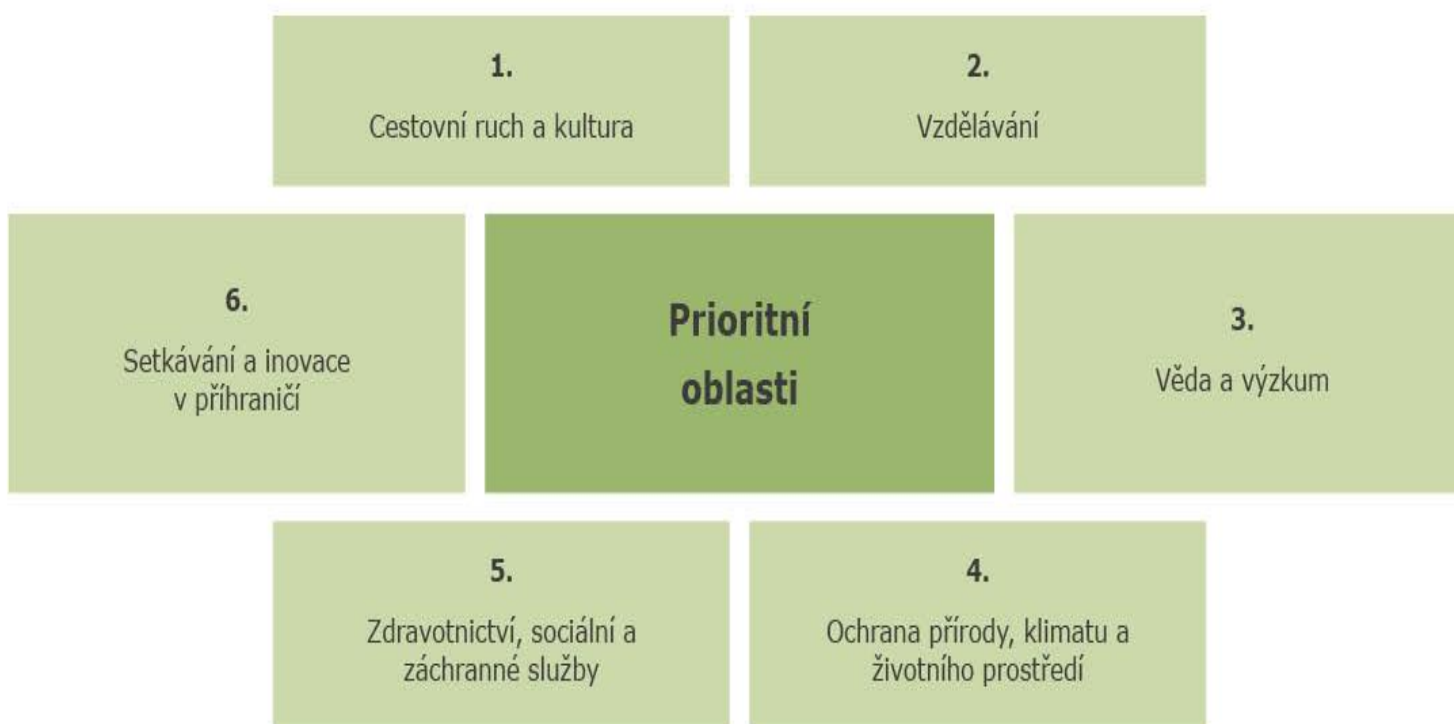 1.
Cestovní ruch a kultura
2.
Vzdělávání
6.
Setkávání a inovace
v příhraničí
Prioritní
oblasti
3.
Věda a výzkum
5.
Zdravotnictví, sociální a
záchranné služby
4.
Ochrana přírody, klimatu a
životního prostředí